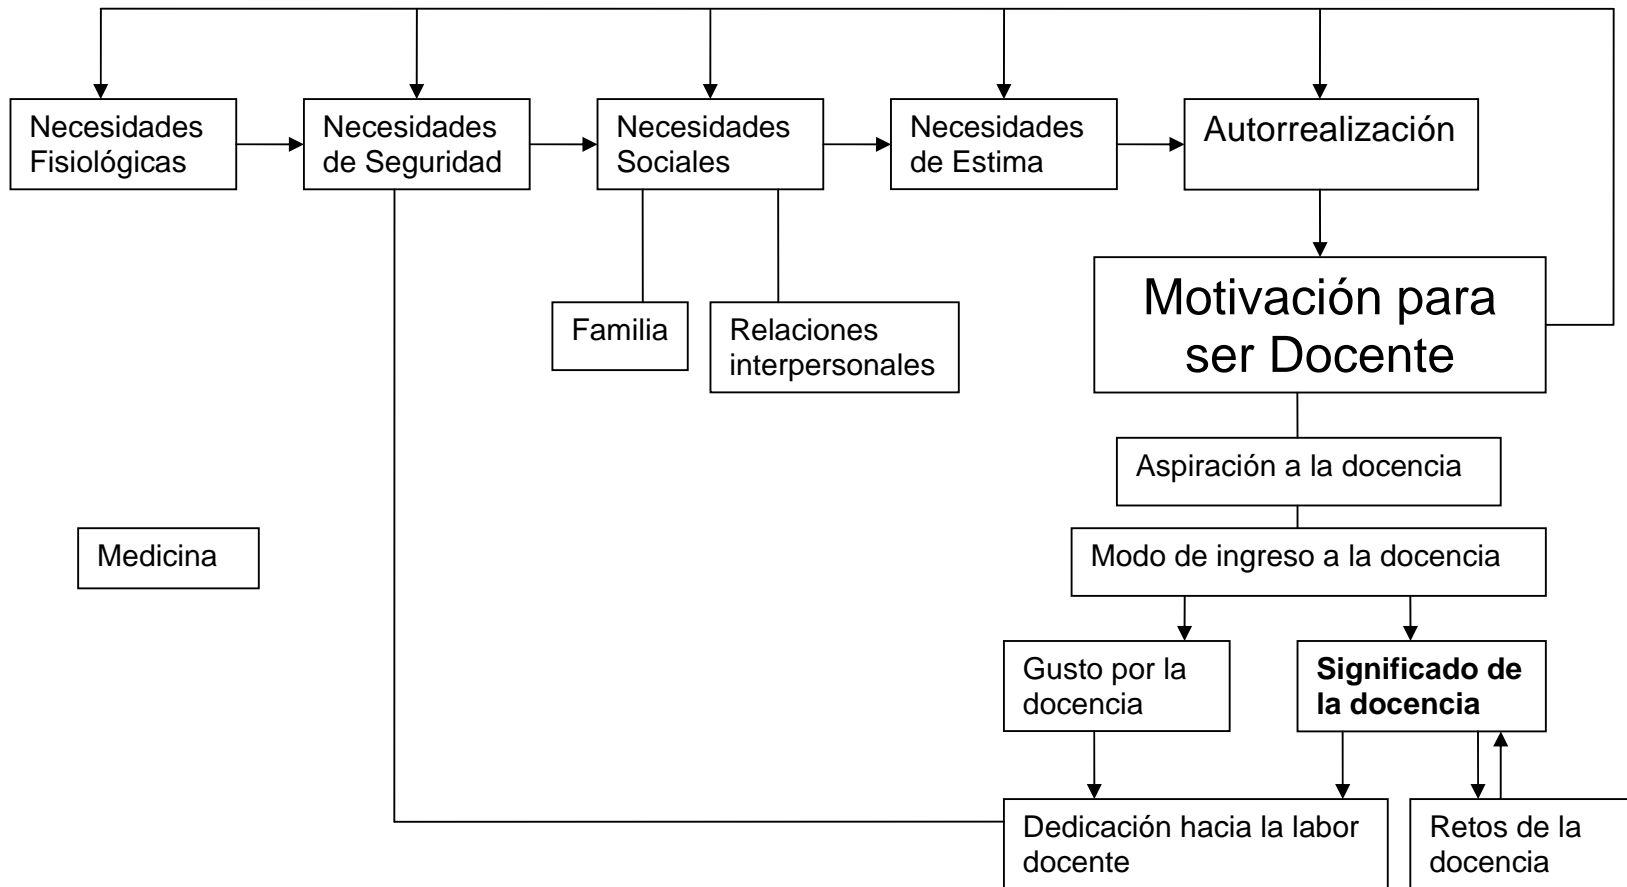 Necesidades
Fisiológicas
Necesidades
de Seguridad
Necesidades
Sociales
Necesidades
de Estima
Autorrealización
Motivación para
ser Docente
Familia
Relaciones
interpersonales
Aspiración a la docencia
Medicina
Modo de ingreso a la docencia
Gusto por la
docencia
Significado de
la docencia
Dedicación hacia la labor
docente
Retos de la
docencia